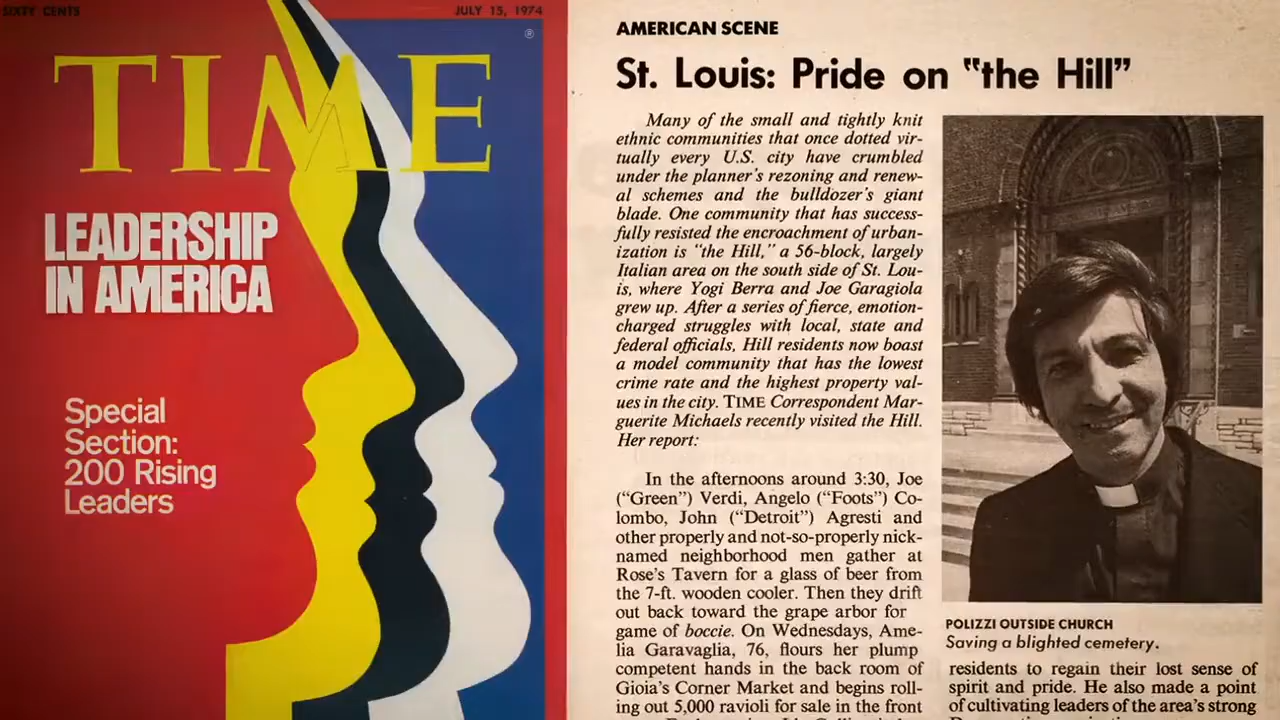 SIXTY CENTS
JULY 15, 1974
TIME
®
LEADERSHIP
IN AMERICA
Special
Section:
200 Rising
Leaders
AMERICAN SCENE
St. Louis: Pride on "the Hill"
Many of the small and tightly knit
ethnic communities that once dotted vir-
tually every U.S. city have crumbled
under the planner's rezoning and renew-
al schemes and the bulldozer's giant
blade. One community that has success-
fully resisted the encroachment of urban-
ization is "the Hill," a 56-block, largely
Italian area on the south side of St. Lou-
is, where Yogi Berra and Joe Garagiola
grew up. After a series of fierce, emotion-
charged struggles with local, state and
federal officials, Hill residents now boast
a model community that has the lowest
crime rate and the highest property val-
ues in the city. TIME Correspondent Mar-
guerite Michaels recently visited the Hill.
Her report:
In the afternoons around 3:30, Joe
("Green") Verdi, Angelo ("Foots") Co-
lombo, John ("Detroit") Agresti and
other properly and not-so-properly nick-
named neighborhood men gather at
Rose's Tavern for a glass of beer from
the 7-ft. wooden cooler. Then they drift
out back toward the grape arbor for
game of boccie. On Wednesdays, Ame-
lia Garavaglia, 76, flours her plump
competent hands in the back room of
Gioia's Corner Market and begins roll-
ing out 5,000 ravioli for sale in the front
POLIZZI OUTSIDE CHURCH
Saving a blighted cemetery.
residents to regain their lost sense of
spirit and pride. He also made a point
of cultivating leaders of the area's strong